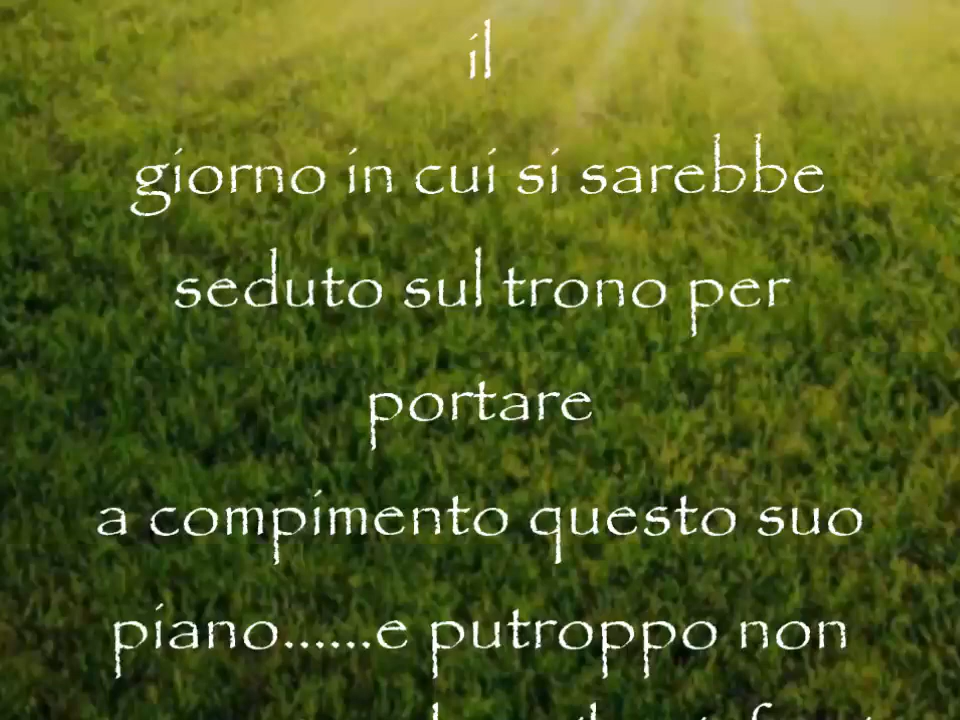 il
giorno in cui si sarebbe
seduto sul trono per
portare
a compimento questo suo
piano......e putroppo non